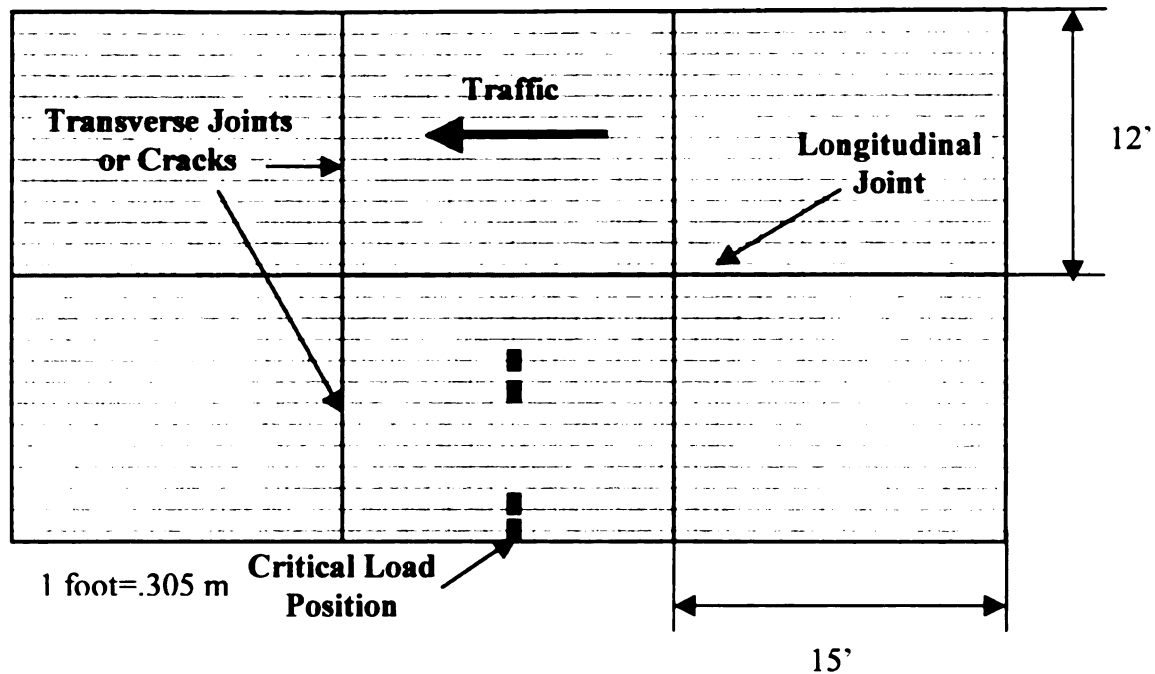 Traffic
Transverse Joints
or Cracks
Longitudinal
Joint
12'
1 foot=.305 m
Critical Load
Position
15'